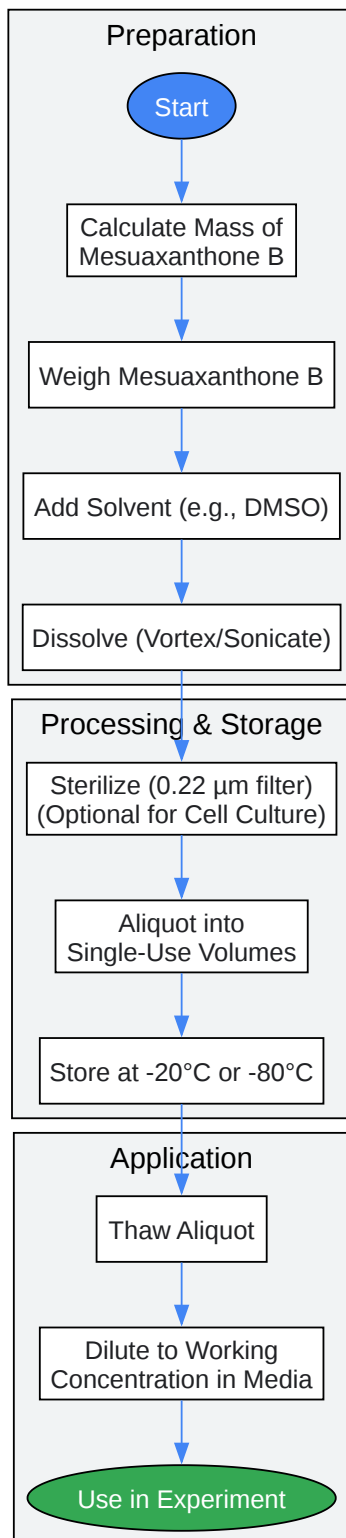 Preparation
Start
Calculate Mass of
Mesuaxanthone B
Weigh Mesuaxanthone B
Add Solvent (e.g., DMSO)
Dissolve (Vortex/Sonicate)
Processing & Storage
Sterilize (0.22 µm filter)
(Optional for Cell Culture)
Aliquot into
Single-Use Volumes
Store at -20°C or -80°C
Application
Thaw Aliquot
Dilute to Working
Concentration in Media
Use in Experiment